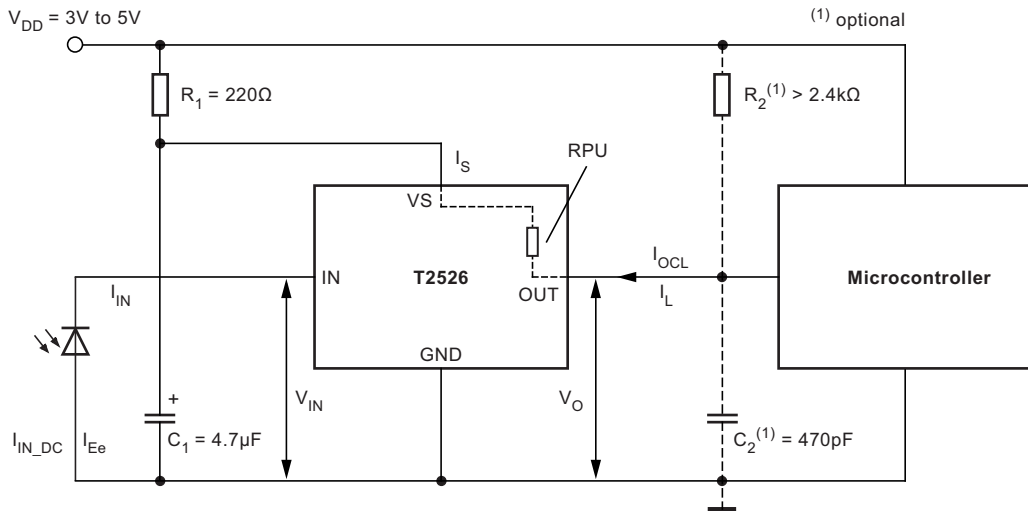 V_DD = 3V to 5V
(1) optional
R_1 = 220Ω
R_2^(1) > 2.4kΩ
RPU
I_S
VS
I_IN
IN
T2526
OUT
I_OCL
I_L
Microcontroller
GND
V_IN
V_O
+
I_IN_DC
I_Ee
C_1 = 4.7μF
C_2^(1) = 470pF